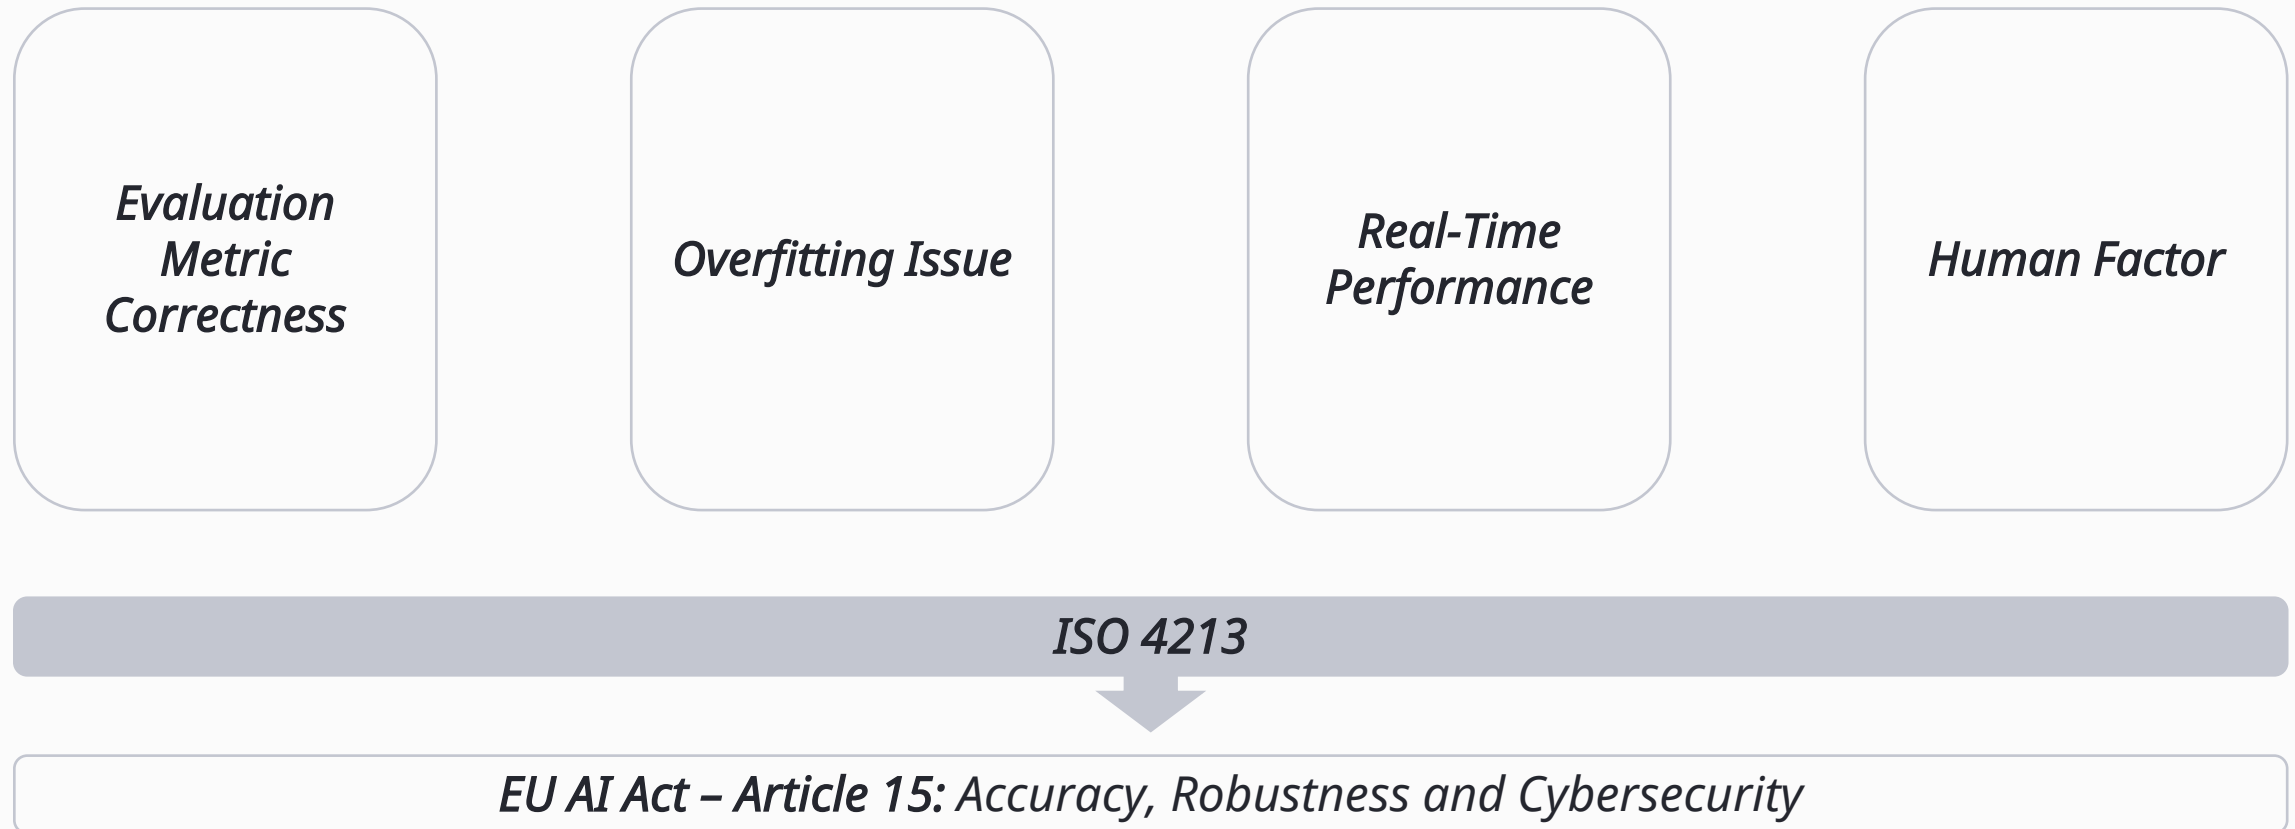 Evaluation
Metric
Correctness
Overfitting Issue
Real-Time
Performance
Human Factor
ISO 4213
EU AI Act – Article 15: Accuracy, Robustness and Cybersecurity